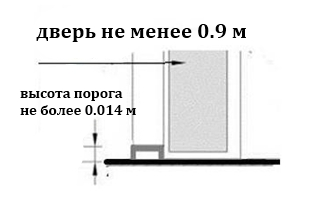 дверь не менее 0.9 м
высота порога
не более 0.014 м